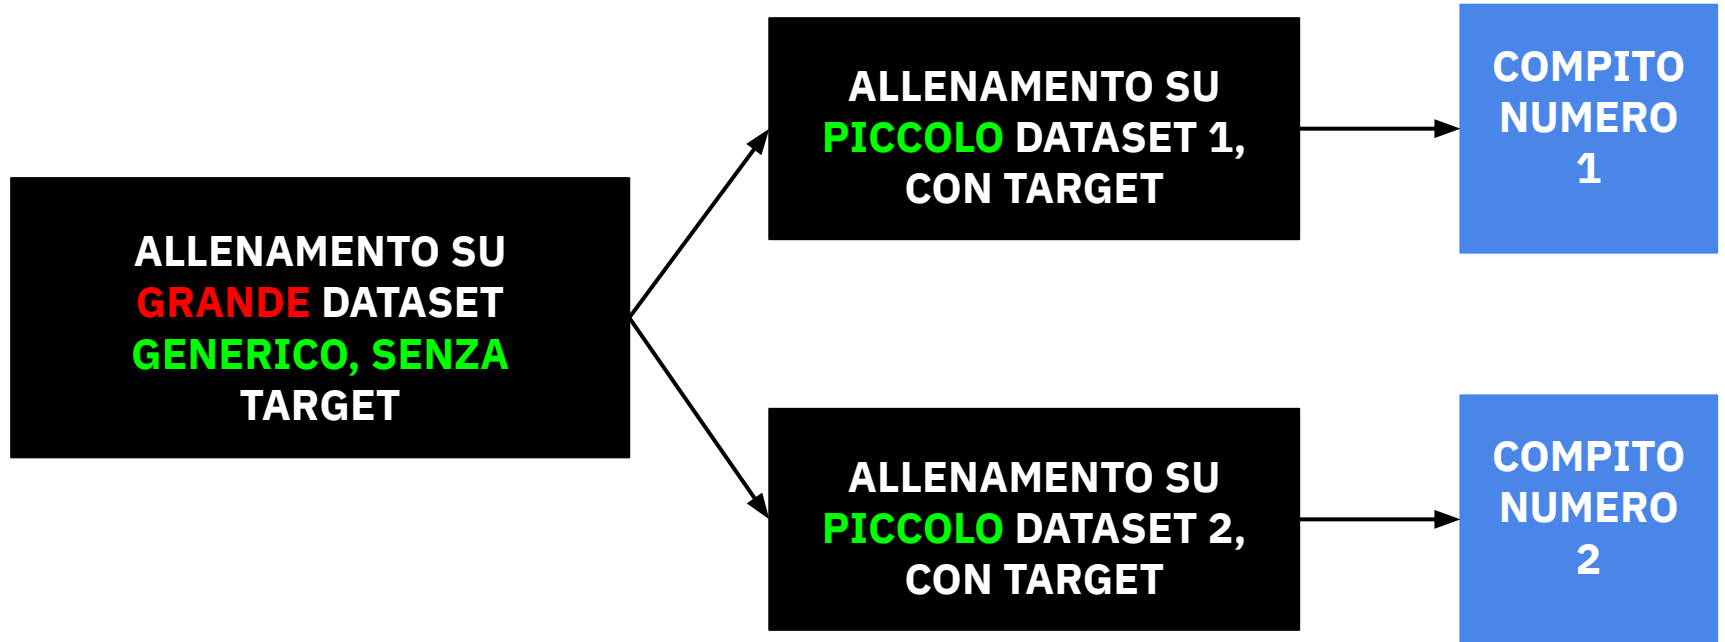 ALLENAMENTO SU
GRANDE DATASET
GENERICO, SENZA
TARGET
ALLENAMENTO SU
PICCOLO DATASET 1,
CON TARGET
COMPITO
NUMERO
1
ALLENAMENTO SU
PICCOLO DATASET 2,
CON TARGET
COMPITO
NUMERO
2